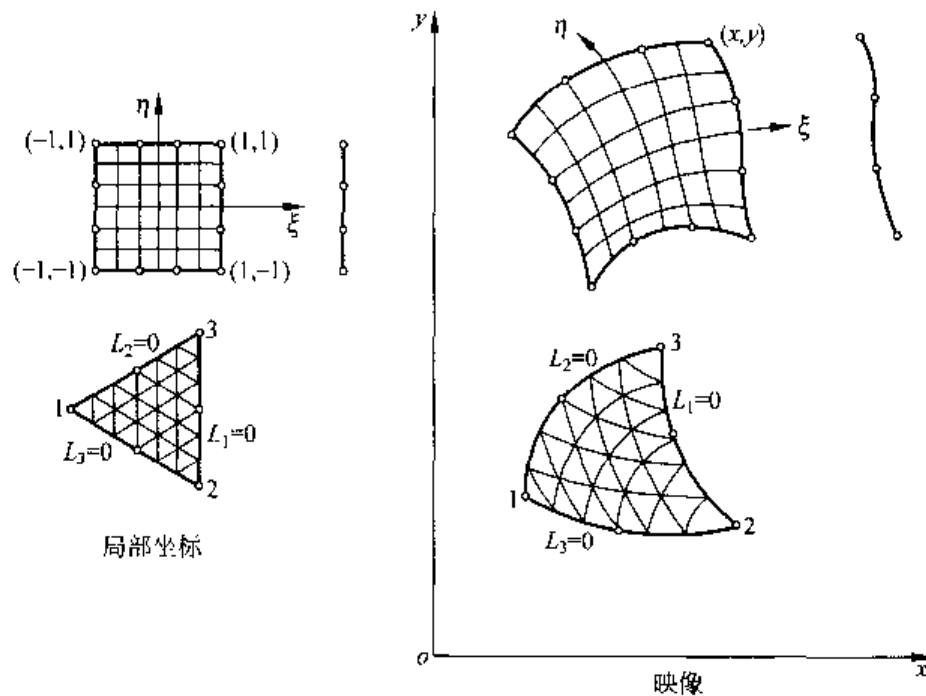 η
(-1,1)
(1,1)
ξ
(-1,-1)
(1,-1)
L₂=0
3
1
L₁=0
L₃=0
2
局部坐标
y
η
(x,y)
ξ
L₂=0
3
L₁=0
1
2
L₃=0
o
x
映像